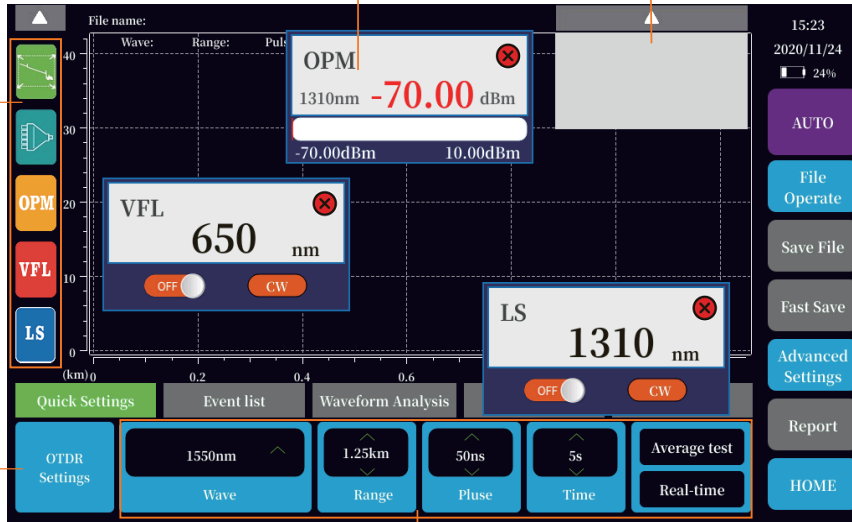 File name:
15:23
2020/11/24
24%
Wave: Range: Puls
40
30
20
10
0
(km) 0 0.2 0.4 0.6
OPM
1310nm -70.00 dBm
-70.00dBm 10.00dBm
VFL
650 nm
OFF CW
LS
1310 nm
OFF CW
OPM
VFL
LS
AUTO
File
Operate
Save File
Fast Save
Advanced
Settings
Report
HOME
Quick Settings Event list Waveform Analysis
OTDR
Settings
1550nm
Wave
1.25km
Range
50ns
Pluse
5s
Time
Average test
Real-time